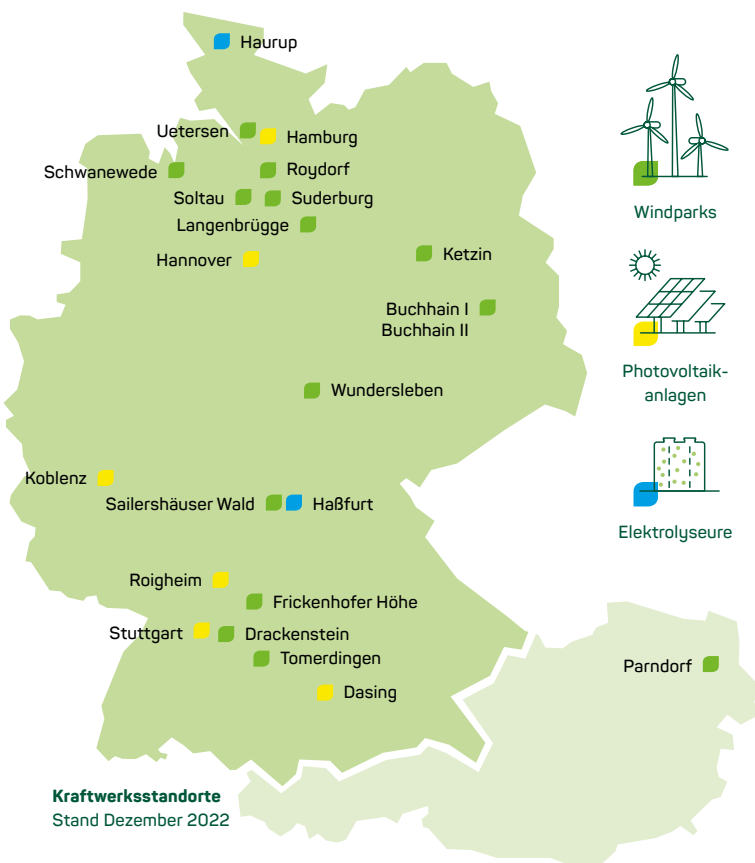 Haurup
Uetersen
Hamburg
Schwanewede
Roydorf
Soltau
Suderburg
Langenbrügge
Hannover
Ketzin
Buchhain I
Buchhain II
Wundersleben
Koblenz
Sailershäuser Wald
Haßfurt
Roigheim
Frickenhofer Höhe
Stuttgart
Drackenstein
Tomerdingen
Dasing
Parndorf
Windparks
Photovoltaik-
anlagen
Elektrolyseure
Kraftwerksstandorte
Stand Dezember 2022